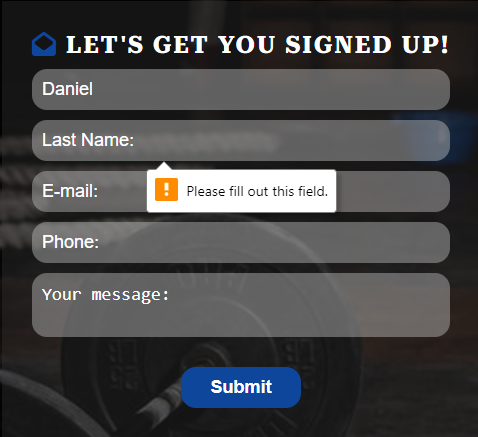 LET'S GET YOU SIGNED UP!
Daniel
Last Name:
Please fill out this field.
E-mail:
Phone:
Your message:
Submit